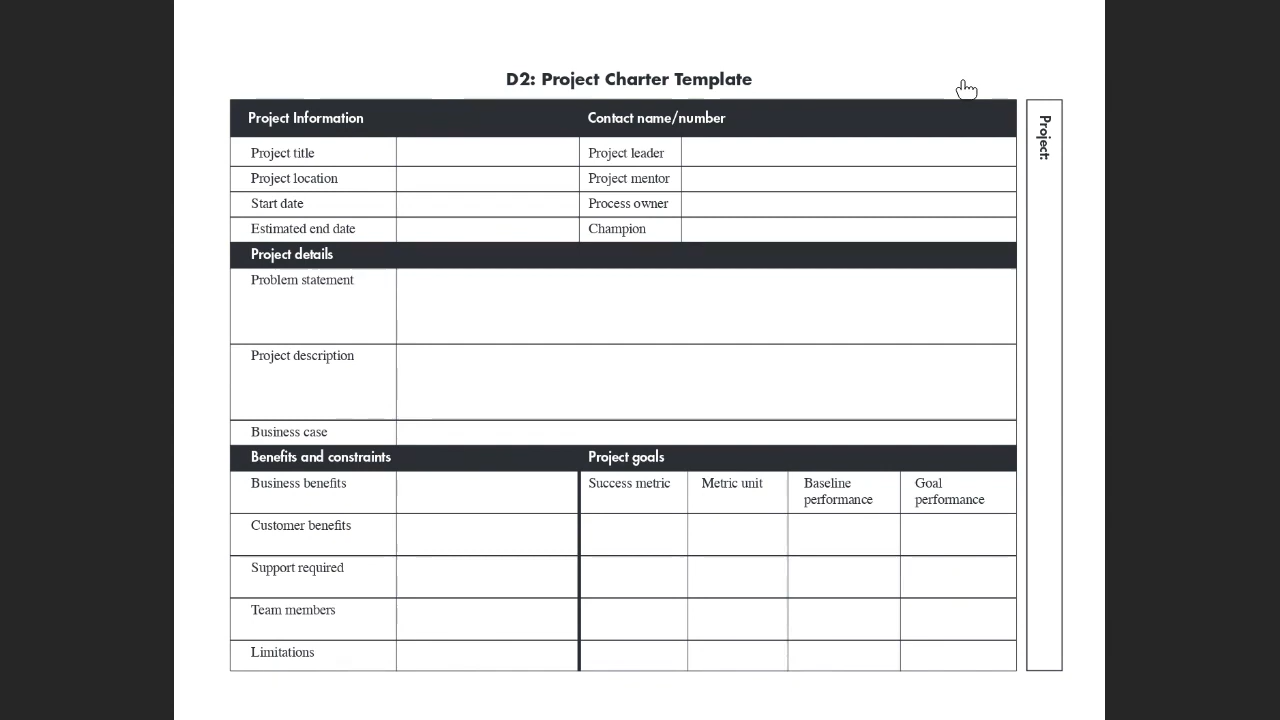 D2: Project Charter Template
Project Information Contact name/number
Project title Project leader
Project location Project mentor
Start date Process owner
Estimated end date Champion
Project details
Problem statement
Project description
Business case
Benefits and constraints Project goals
Business benefits Success metric Metric unit Baseline performance Goal performance
Customer benefits
Support required
Team members
Limitations
Project: